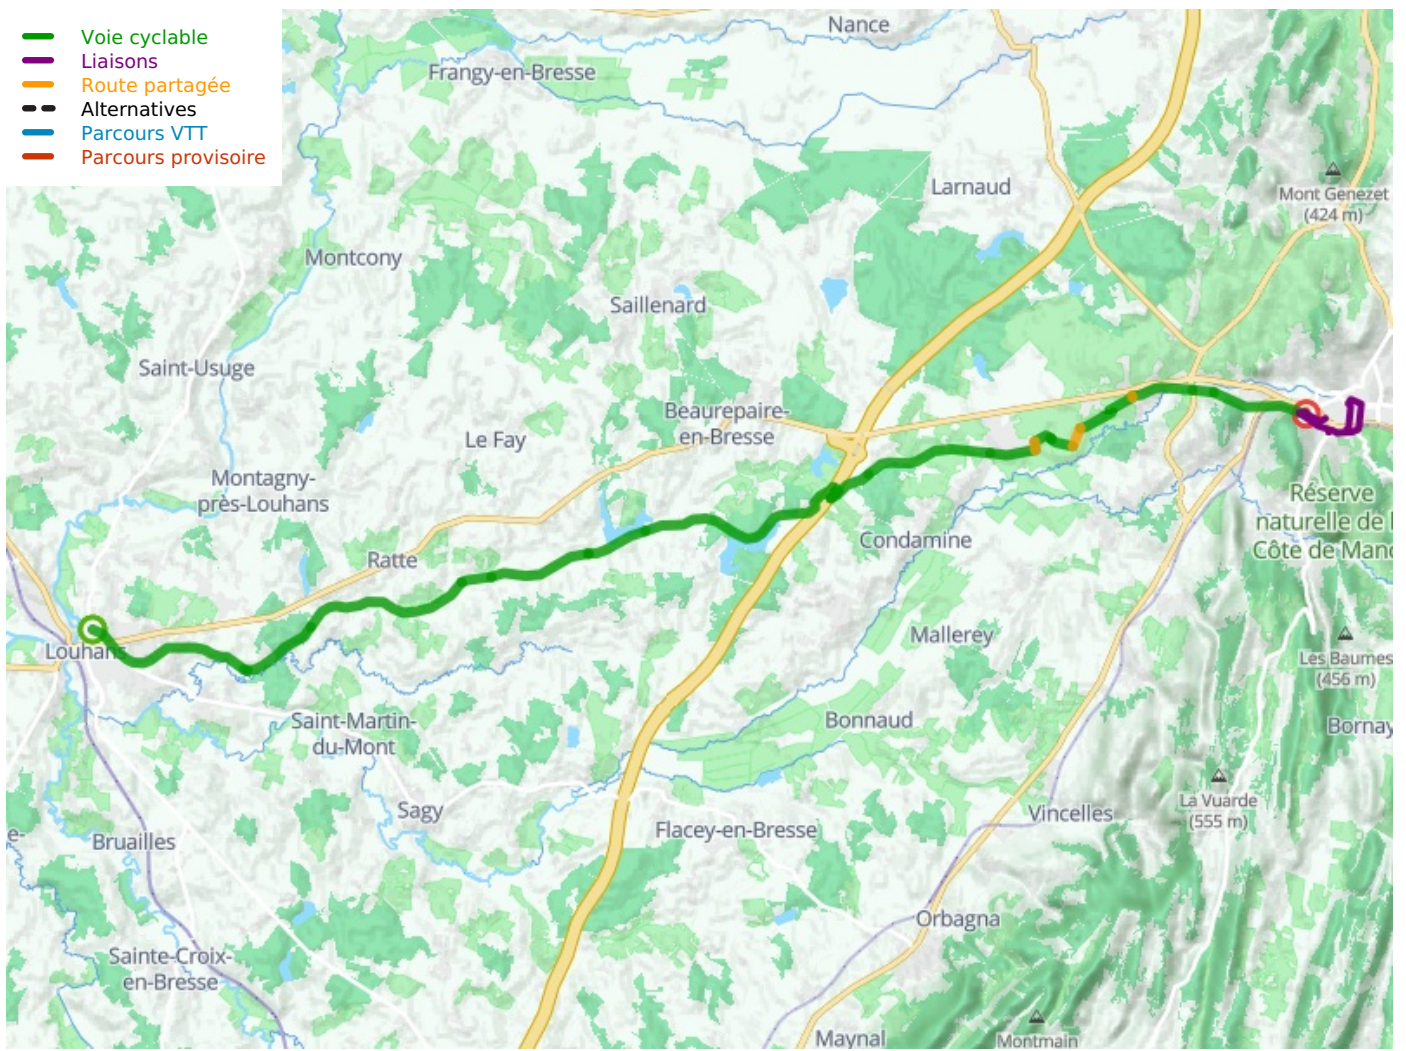 Voie cyclable
Liaisons
Route partagée
Alternatives
Parcours VTT
Parcours provisoire
Nance
Frangy-en-Bresse
Larnaud
Mont Genezet
(424 m)
Montcony
Saillenard
Saint-Usuge
Beaurepaire-
en-Bresse
Le Fay
Montagny-
près-Louhans
Réserve
naturelle de l
Côte de Manc
Condamine
Ratte
Mallerey
Louhans
Les Baumes
(456 m)
Saint-Martin-
du-Mont
Bonnaud
Bornay
La Vuarde
(555 m)
Sagy
Vincelles
Flacey-en-Bresse
e-
Bruailles
Orbagna
Sainte-Croix-
en-Bresse
Maynal
Montmain